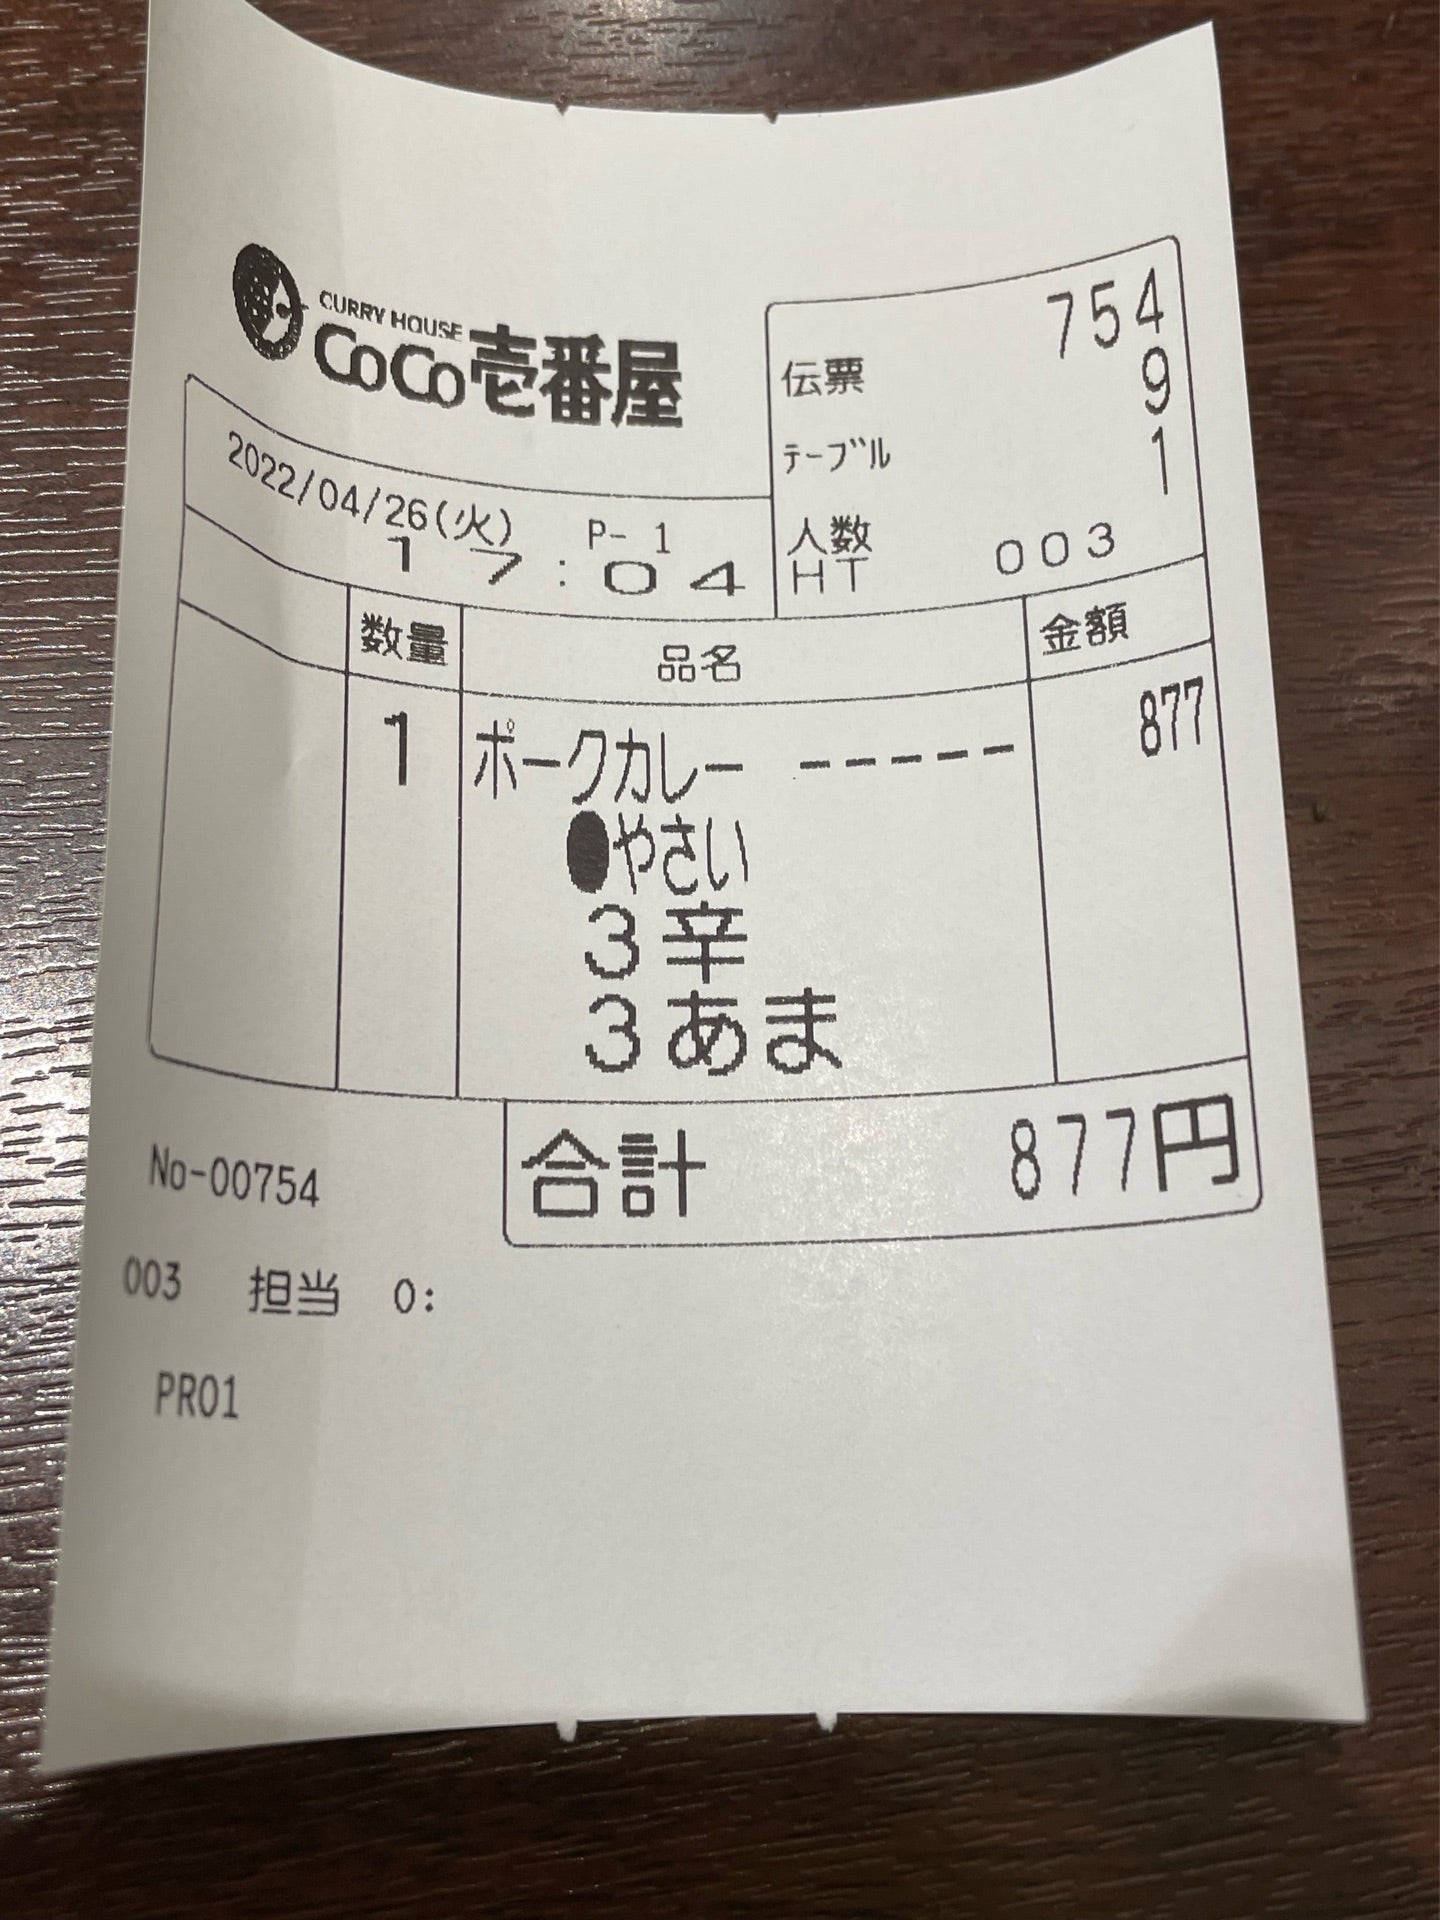 CURRY HOUSE
CoCo壱番屋
伝票 754
テーブル 9
人数 1
HT 003
2022/04/26(火) P- 1
17:04
数量 品名 金額
1 ポークカレー ----- 877
●やさい
3辛
3あま
合計 877円
No-00754
003 担当 0:
PR01